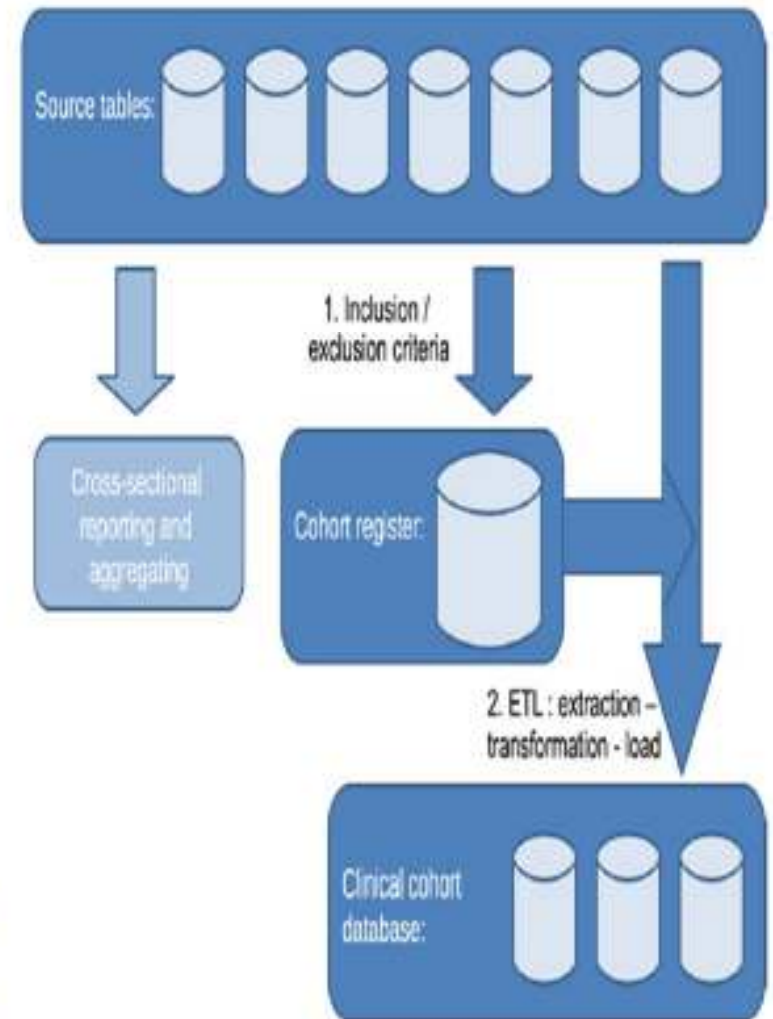 Source tables:
1. Inclusion /
exclusion criteria
Cross-sectional
reporting and
aggregating
Cohort register:
2. ETL : extraction –
transformation - load
Clinical cohort
database: